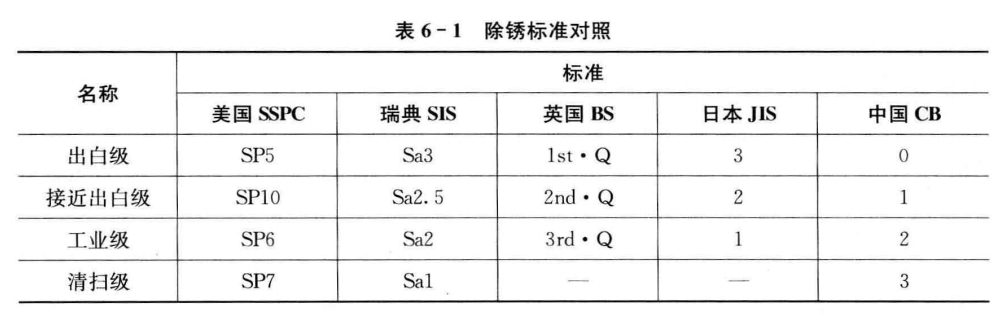 表 6-1 除锈标准对照
名称 标准
美国 SSPC 瑞典 SIS 英国 BS 日本 JIS 中国 CB
出白级 SP5 Sa3 1st·Q 3 0
接近出白级 SP10 Sa2.5 2nd·Q 2 1
工业级 SP6 Sa2 3rd·Q 1 2
清扫级 SP7 Sa1 — — 3